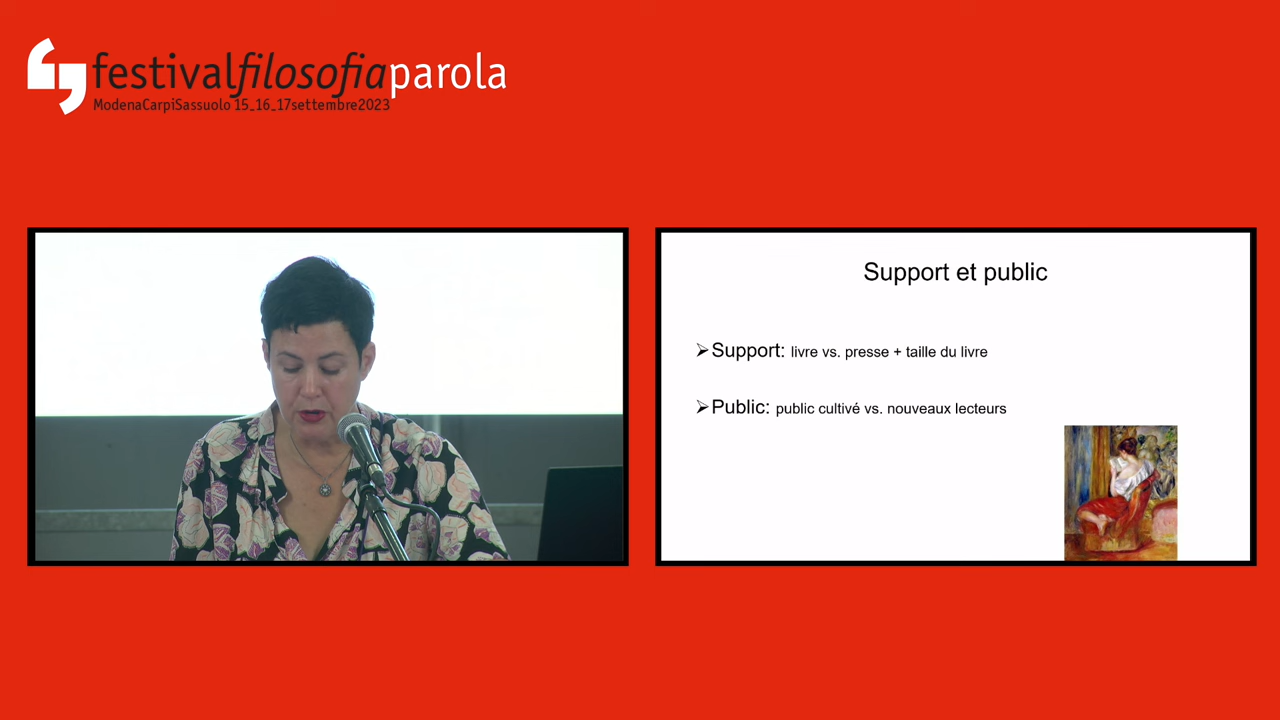 festivalfilosofiaparola
ModenaCarpiSassuolo 15_16_17settembre2023
Support et public
➢Support: livre vs. presse + taille du livre
➢Public: public cultivé vs. nouveaux lecteurs